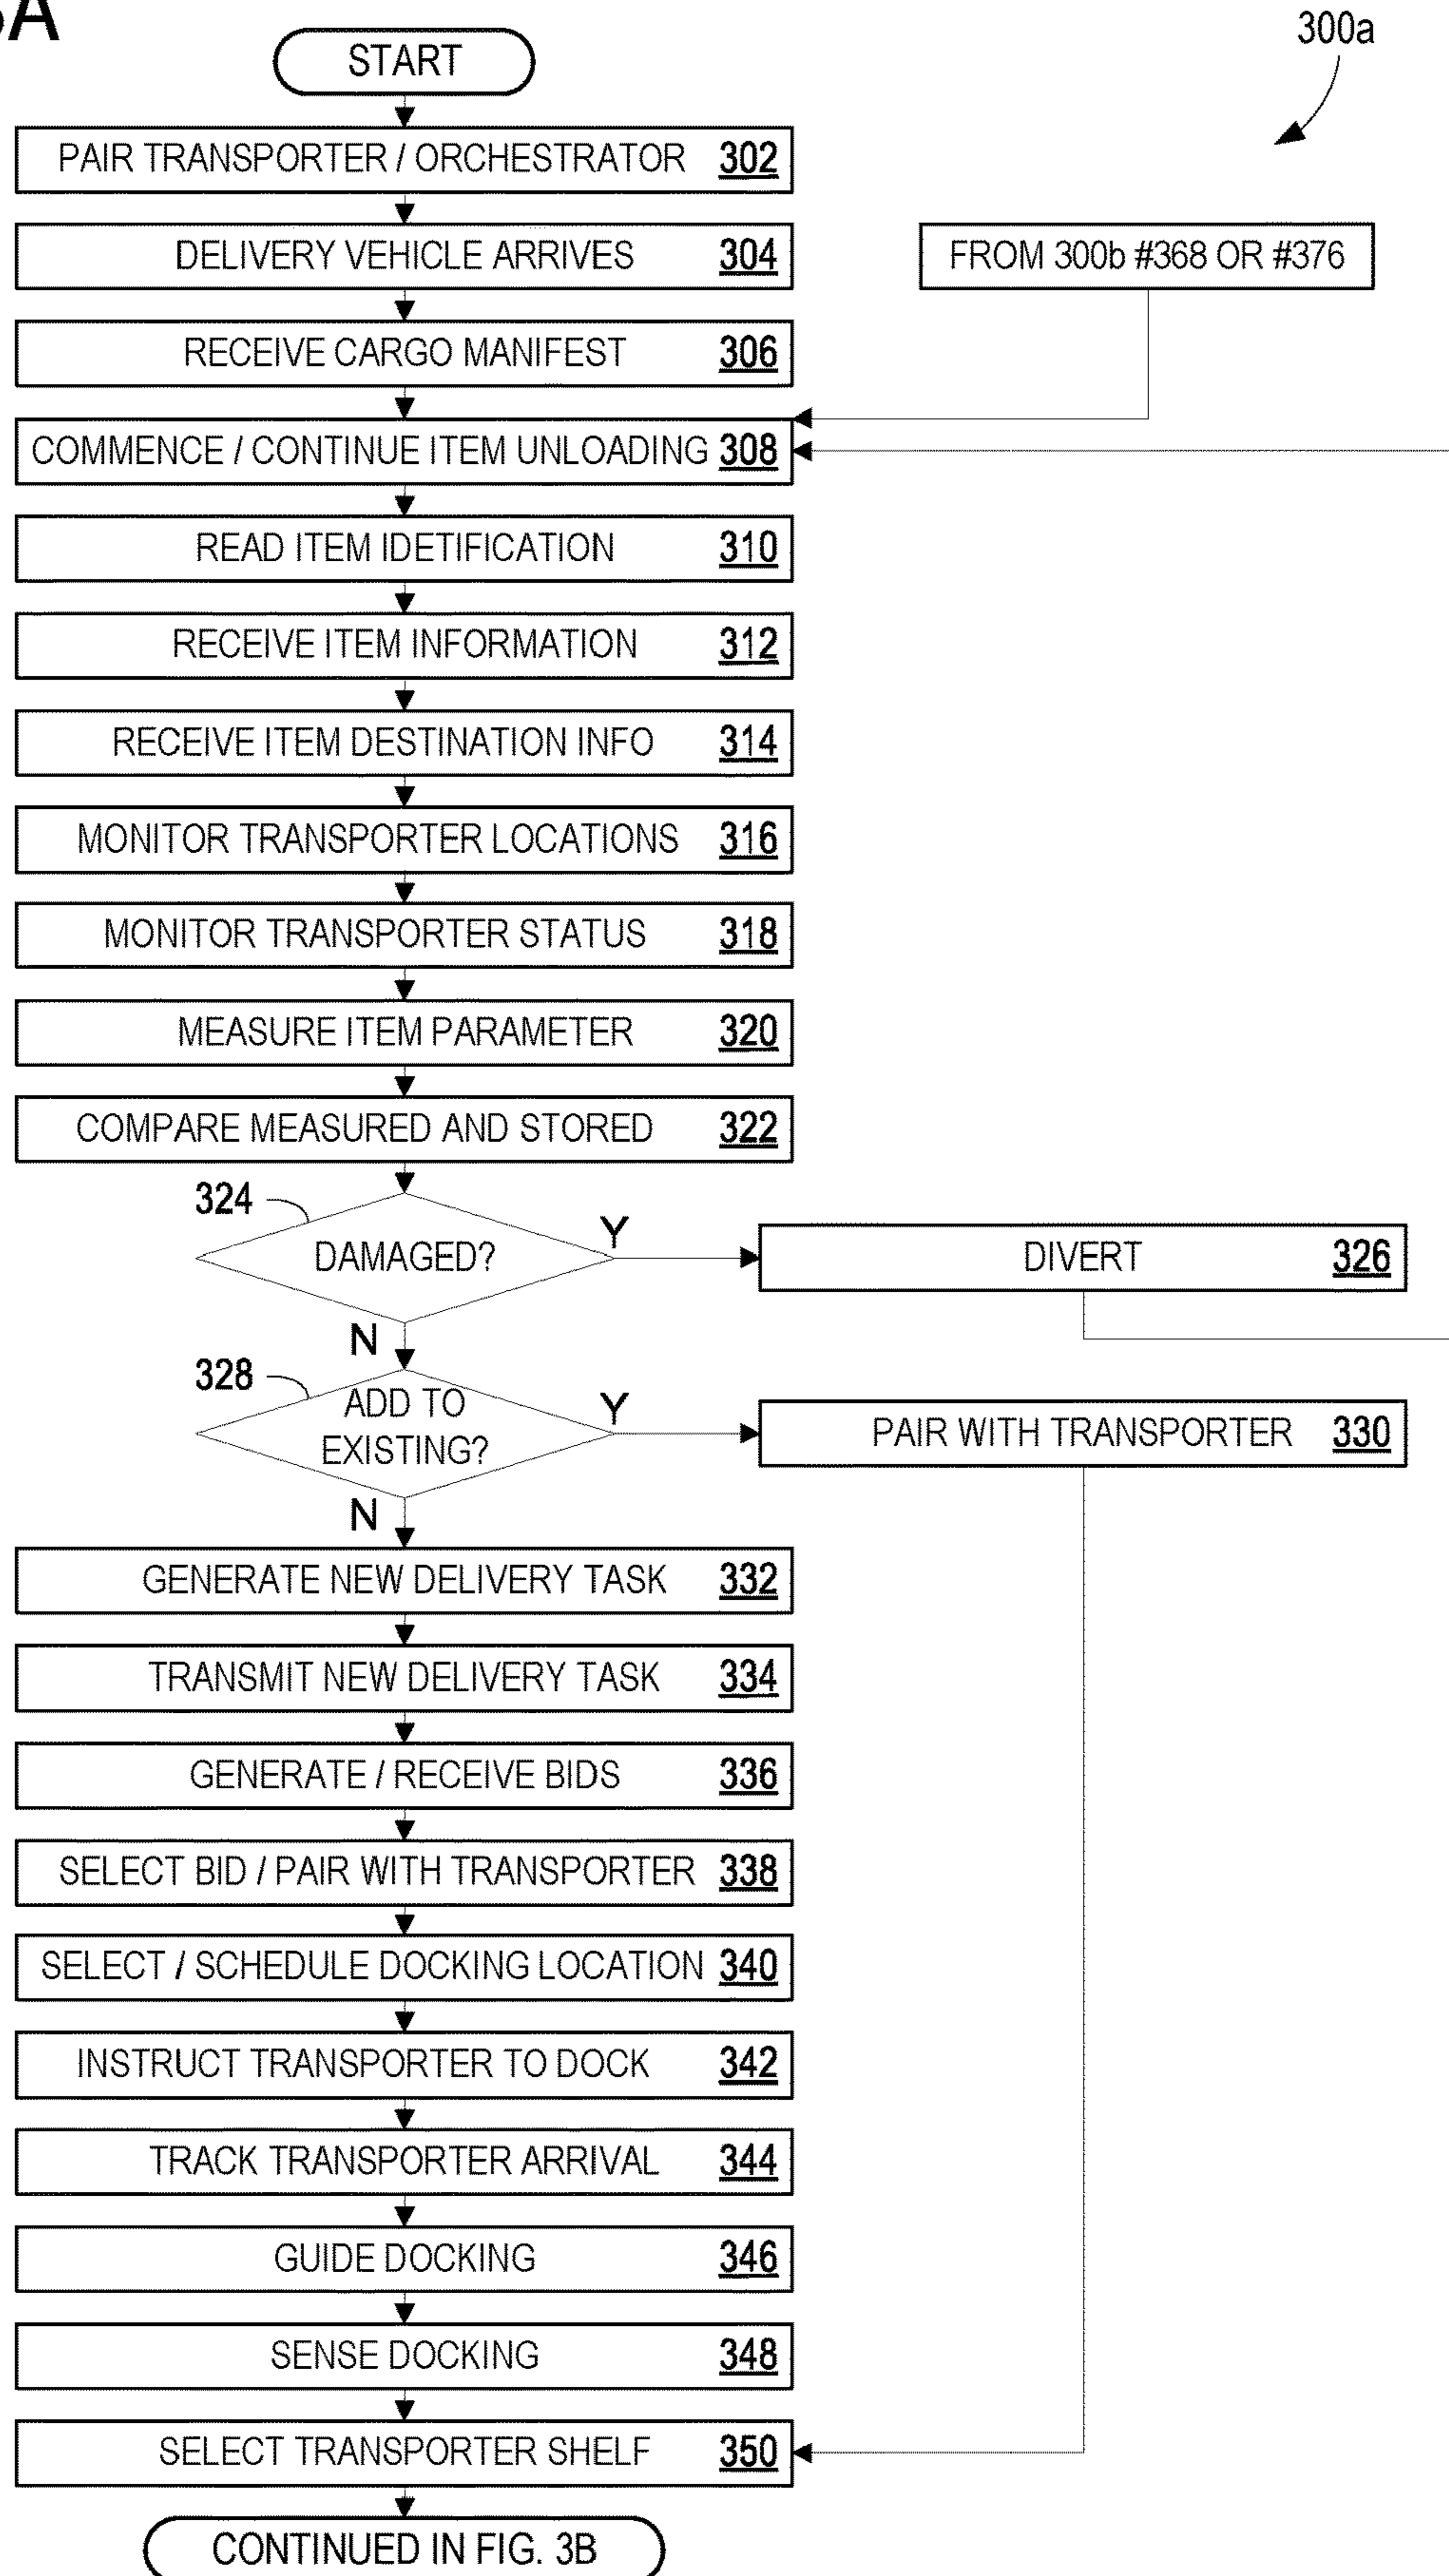 3A
300a
START
PAIR TRANSPORTER / ORCHESTRATOR 302
DELIVERY VEHICLE ARRIVES 304
FROM 300b #368 OR #376
RECEIVE CARGO MANIFEST 306
COMMENCE / CONTINUE ITEM UNLOADING 308
READ ITEM IDETIFICATION 310
RECEIVE ITEM INFORMATION 312
RECEIVE ITEM DESTINATION INFO 314
MONITOR TRANSPORTER LOCATIONS 316
MONITOR TRANSPORTER STATUS 318
MEASURE ITEM PARAMETER 320
COMPARE MEASURED AND STORED 322
324
DAMAGED?
Y
DIVERT 326
N
328
ADD TO
EXISTING?
Y
PAIR WITH TRANSPORTER 330
N
GENERATE NEW DELIVERY TASK 332
TRANSMIT NEW DELIVERY TASK 334
GENERATE / RECEIVE BIDS 336
SELECT BID / PAIR WITH TRANSPORTER 338
SELECT / SCHEDULE DOCKING LOCATION 340
INSTRUCT TRANSPORTER TO DOCK 342
TRACK TRANSPORTER ARRIVAL 344
GUIDE DOCKING 346
SENSE DOCKING 348
SELECT TRANSPORTER SHELF 350
CONTINUED IN FIG. 3B